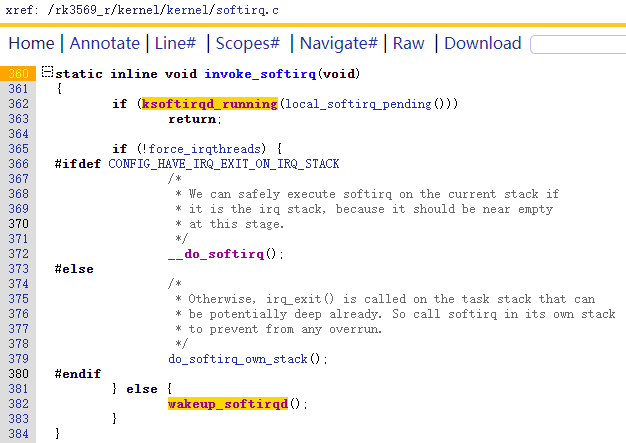 xref: /rk3569_r/kernel/kernel/softirq.c
Home | Annotate | Line# | Scopes# | Navigate# | Raw | Download
360 static inline void invoke_softirq(void)
361 {
362 if (ksoftirqd_running(local_softirq_pending()))
363 return;
364
365 if (!force_irqthreads) {
366 #ifdef CONFIG_HAVE_IRQ_EXIT_ON_IRQ_STACK
367 /*
368 * We can safely execute softirq on the current stack if
369 * it is the irq stack, because it should be near empty
370 * at this stage.
371 */
372 __do_softirq();
373 #else
374 /*
375 * Otherwise, irq_exit() is called on the task stack that can
376 * be potentially deep already. So call softirq in its own stack
377 * to prevent from any overrun.
378 */
379 do_softirq_own_stack();
380 #endif
381 } else {
382 wakeup_softirqd();
383 }
384 }